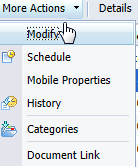 More Actions Details
Modify
Schedule
Mobile Properties
History
Categories
Document Link